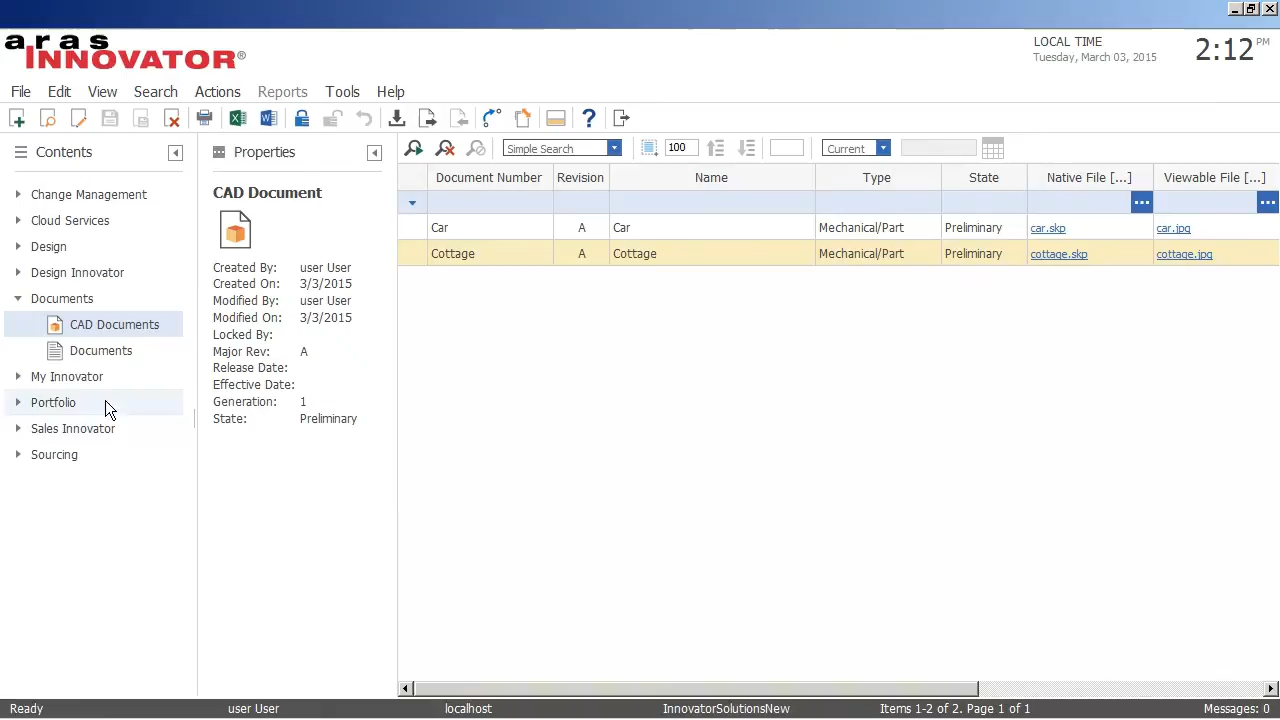 aras
INNOVATOR®
LOCAL TIME
Tuesday, March 03, 2015
2:12 PM
File Edit View Search Actions Reports Tools Help
Contents
Change Management
Cloud Services
Design
Design Innovator
Documents
CAD Documents
Documents
My Innovator
Portfolio
Sales Innovator
Sourcing
Properties
CAD Document
Created By: user User
Created On: 3/3/2015
Modified By: user User
Modified On: 3/3/2015
Locked By:
Major Rev: A
Release Date:
Effective Date:
Generation: 1
State: Preliminary
Simple Search 100 Current
Document Number Revision Name Type State Native File [...] Viewable File [...]
Car A Car Mechanical/Part Preliminary car.skp car.jpg
Cottage A Cottage Mechanical/Part Preliminary cottage.skp cottage.jpg
Ready user User localhost InnovatorSolutionsNew Items 1-2 of 2. Page 1 of 1 Messages: 0